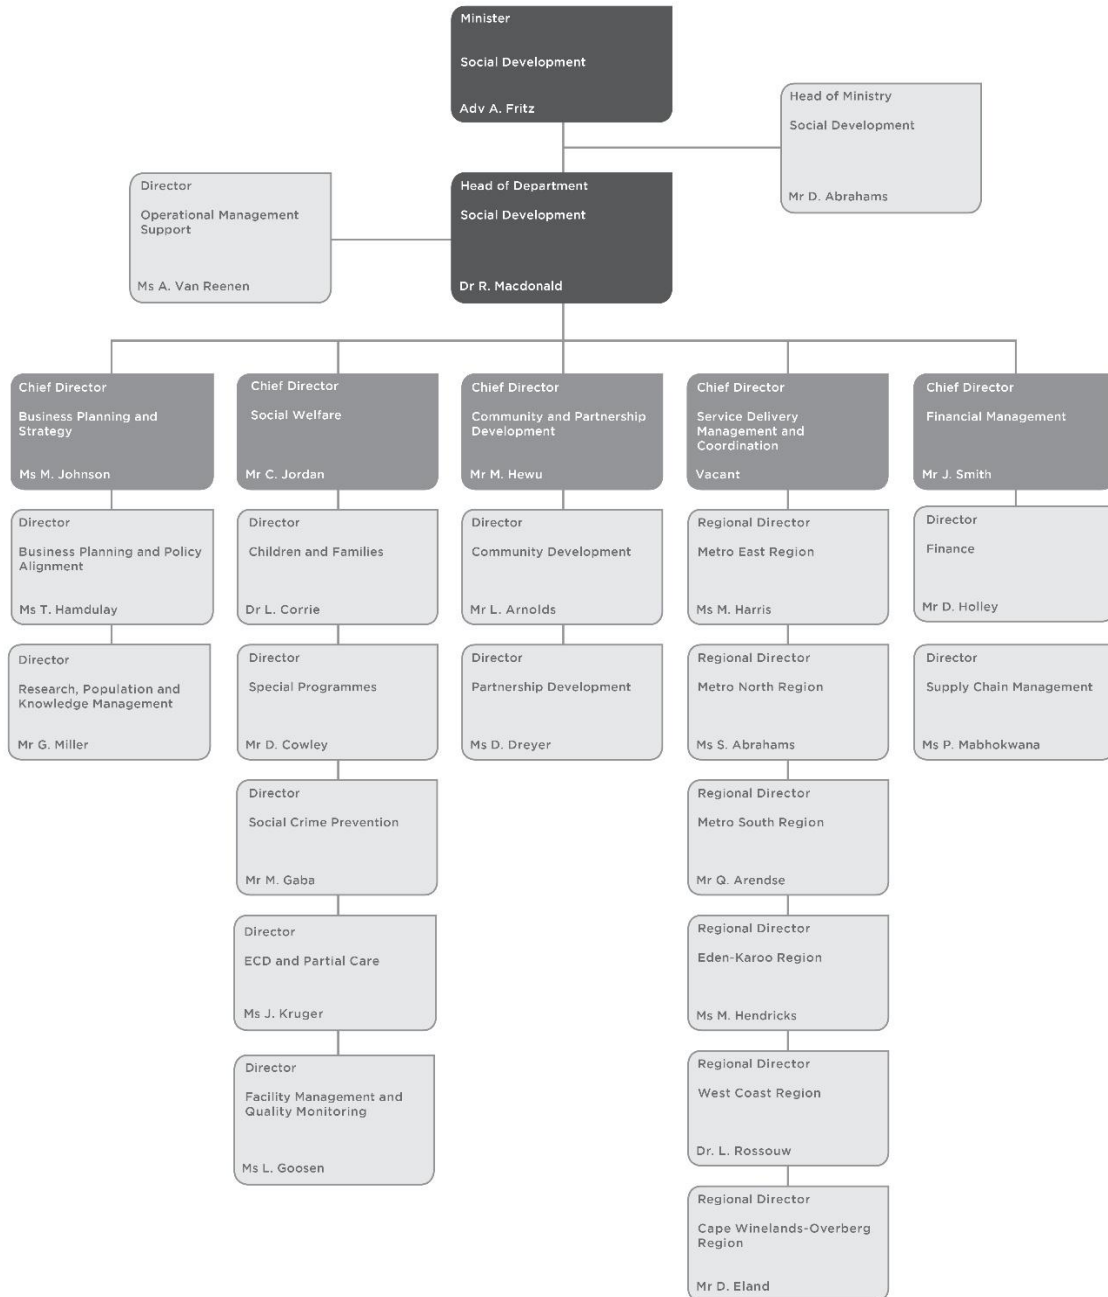 Minister
Social Development
Adv A. Fritz
Head of Ministry
Social Development
Mr D. Abrahams
Director
Operational Management
Support
Ms A. Van Reenen
Head of Department
Social Development
Dr R. Macdonald
Chief Director
Business Planning and
Strategy
Ms M. Johnson
Director
Business Planning and Policy
Alignment
Ms T. Hamdulay
Director
Research, Population and
Knowledge Management
Mr G. Miller
Chief Director
Social Welfare
Mr C. Jordan
Director
Children and Families
Dr L. Corrie
Director
Special Programmes
Mr D. Cowley
Director
Social Crime Prevention
Mr M. Gaba
Director
ECD and Partial Care
Ms J. Kruger
Director
Facility Management and
Quality Monitoring
Ms L. Goosen
Chief Director
Community and Partnership
Development
Mr M. Hewu
Director
Community Development
Mr L. Arnolds
Director
Partnership Development
Ms D. Dreyer
Chief Director
Service Delivery
Management and
Coordination
Vacant
Regional Director
Metro East Region
Ms M. Harris
Regional Director
Metro North Region
Ms S. Abrahams
Regional Director
Metro South Region
Mr Q. Arendse
Regional Director
Eden-Karoo Region
Ms M. Hendricks
Regional Director
West Coast Region
Dr. L. Rossouw
Regional Director
Cape Winelands-Overberg
Region
Mr D. Eland
Chief Director
Financial Management
Mr J. Smith
Director
Finance
Mr D. Holley
Director
Supply Chain Management
Ms P. Mabhokwana